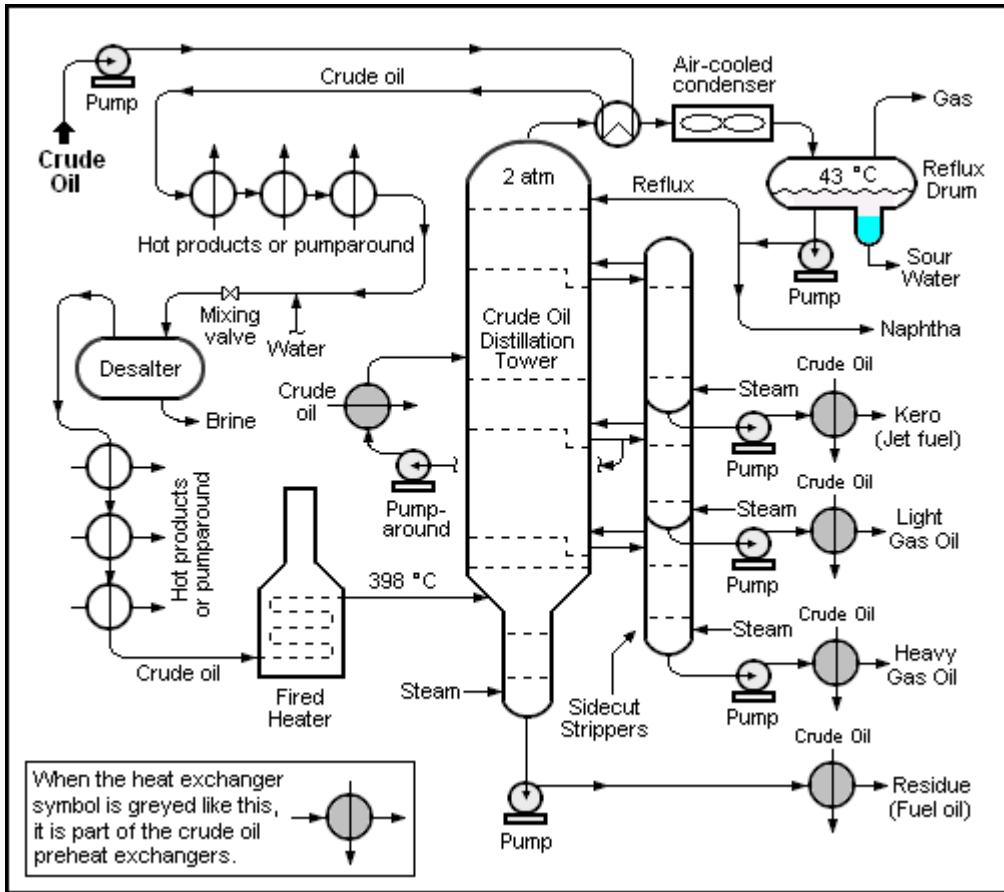 Crude oil
Pump
Crude
Oil
Air-cooled
condenser
Gas
2 atm
Reflux
43 °C
Reflux
Drum
Hot products or pumparound
Pump
Sour
Water
Mixing
valve
Water
Naphtha
Crude Oil
Distillation
Tower
Desalter
Brine
Crude
oil
Steam
Crude Oil
Pump
Kero
(Jet fuel)
Pump-
around
Hot products
or pumparound
Steam
Crude Oil
Pump
Light
Gas Oil
398 °C
Crude oil
Fired
Heater
Steam
Steam
Sidecut
Strippers
Crude Oil
Pump
Heavy
Gas Oil
Crude Oil
Pump
Residue
(Fuel oil)
When the heat exchanger
symbol is greyed like this,
it is part of the crude oil
preheat exchangers.